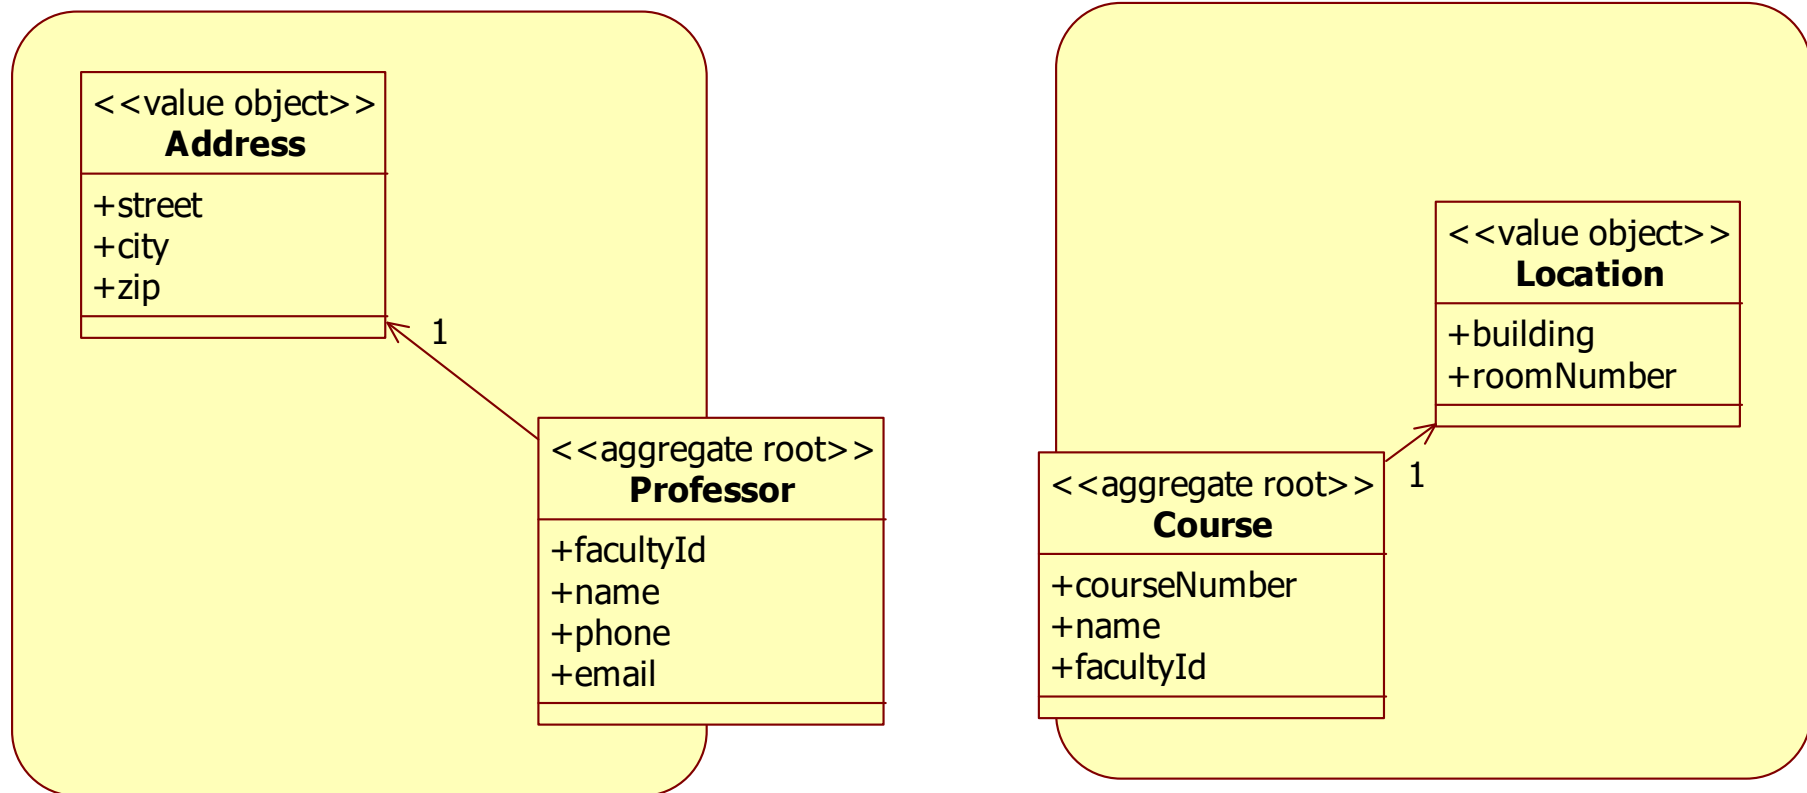 <<value object>>
Address
+street
+city
+zip
1
<<aggregate root>>
Professor
+facultyId
+name
+phone
+email
<<value object>>
Location
+building
+roomNumber
1
<<aggregate root>>
Course
+courseNumber
+name
+facultyId